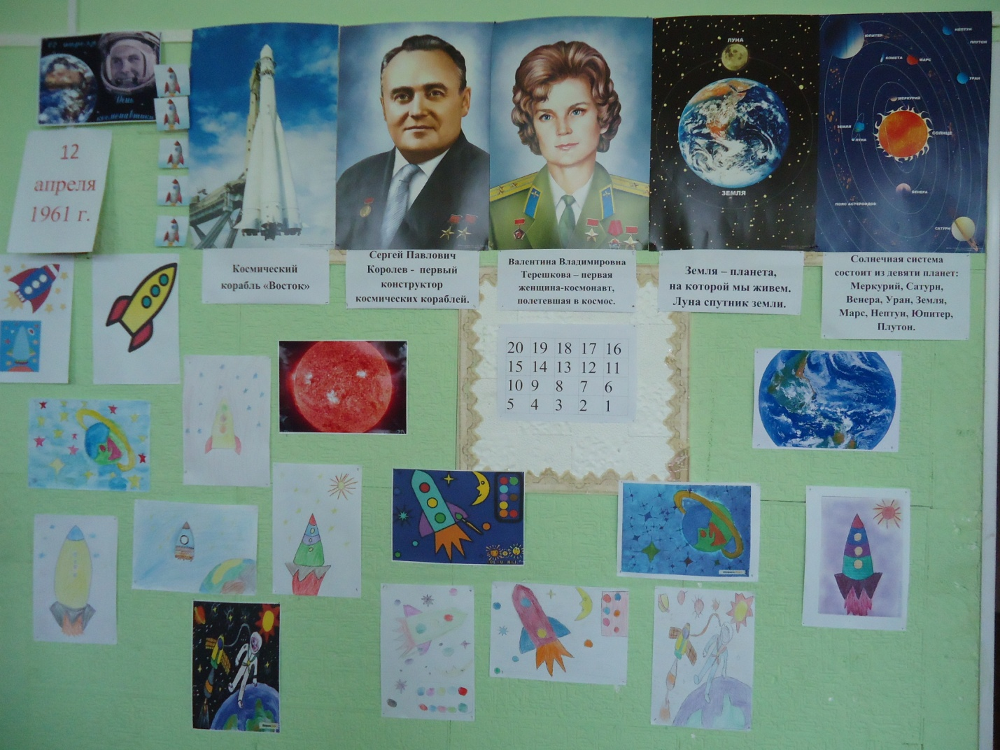 12 апреля
День
космонавтики
12
апреля
1961 г.
ЛУНА
ЗЕМЛЯ
ЮПИТЕР
НЕПТУН
ПЛУТОН
КОМЕТА
МАРС
УРАН
МЕРКУРИЙ
ЗЕМЛЯ
ЛУНА
СОЛНЦЕ
ВЕНЕРА
ПОЯС АСТЕРОИДОВ
САТУРН
Космический
корабль «Восток»
Сергей Павлович
Королев - первый
конструктор
космических кораблей.
Валентина Владимировна
Терешкова – первая
женщина-космонавт,
полетевшая в космос.
Земля – планета,
на которой мы живем.
Луна спутник земли.
Солнечная система
состоит из девяти планет:
Меркурий, Сатурн,
Венера, Уран, Земля,
Марс, Нептун, Юпитер,
Плутон.
20 19 18 17 16
15 14 13 12 11
10 9 8 7 6
5 4 3 2 1